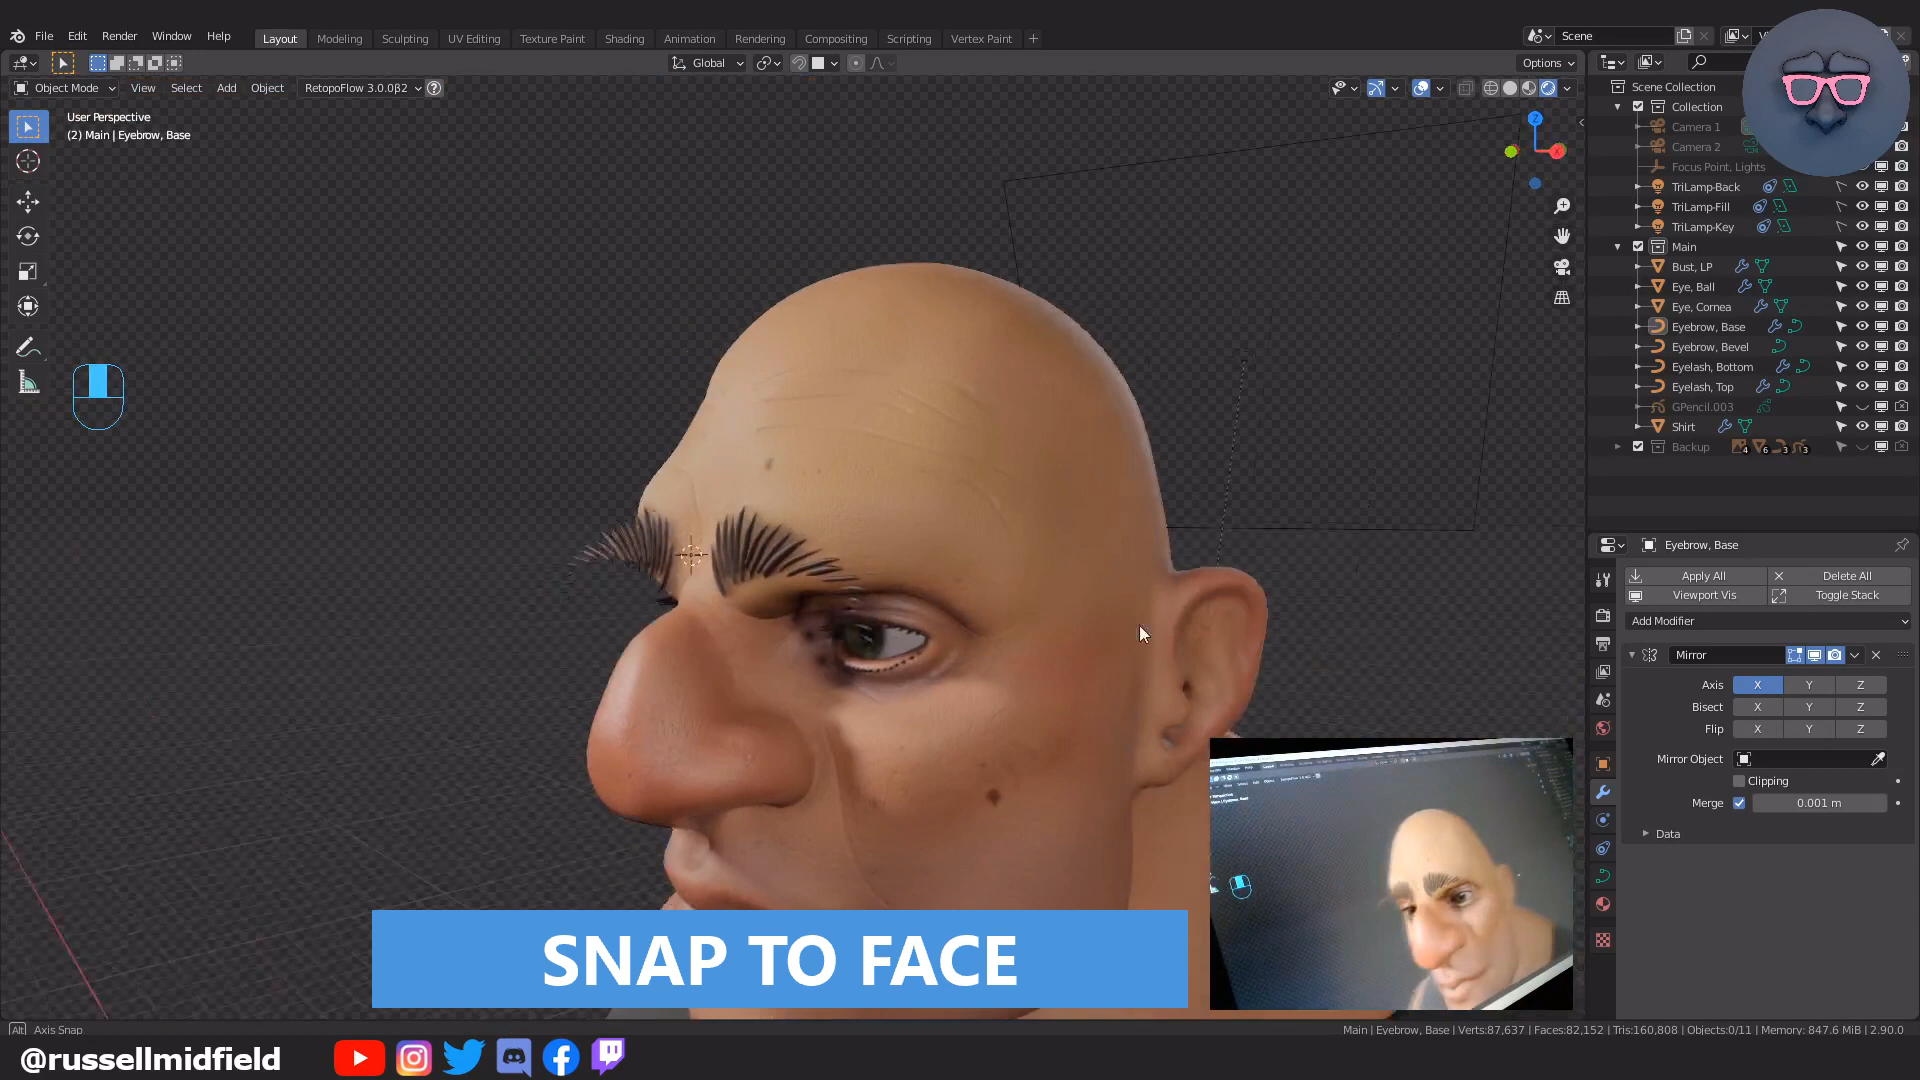 File Edit Render Window Help
Layout Modeling Sculpting UV Editing Texture Paint Shading Animation Rendering Compositing Scripting Vertex Paint +
Scene
Global
Options
Object Mode View Select Add Object RetopoFlow 3.0.0β2 ?
User Perspective
(2) Main | Eyebrow, Base
Z
X
Scene Collection
Collection
Camera 1
Camera 2
Focus Point, Lights
TriLamp-Back
TriLamp-Fill
TriLamp-Key
Main
Bust, LP
Eye, Ball
Eye, Cornea
Eyebrow, Base
Eyebrow, Bevel
Eyelash, Bottom
Eyelash, Top
GPencil.003
Shirt
Backup 4 6 3 3
Eyebrow, Base
Apply All Delete All
Viewport Vis Toggle Stack
Add Modifier
Mirror
Axis X Y Z
Bisect X Y Z
Flip X Y Z
Mirror Object
Clipping
Merge 0.001 m
Data
SNAP TO FACE
Alt Axis Snap
Main | Eyebrow, Base | Verts:87,637 | Faces:82,152 | Tris:160,808 | Objects:0/11 | Memory: 847.6 MiB | 2.90.0
@russellmidfield